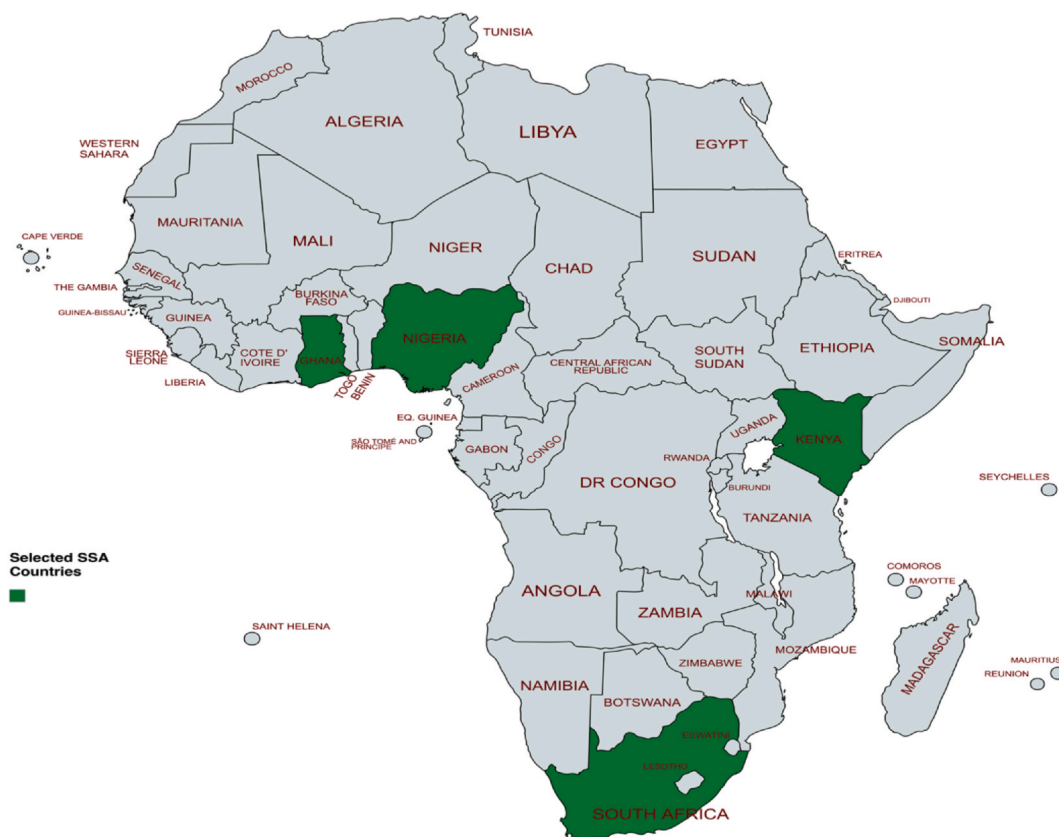 TUNISIA
MOROCCO
ALGERIA
LIBYA
EGYPT
WESTERN
SAHARA
MAURITANIA
MALI
NIGER
CHAD
SUDAN
ERITREA
CAPE VERDE
SENEGAL
THE GAMBIA
GUINEA-BISSAU
GUINEA
BURKINA
FASO
DJIBOUTI
NIGERIA
SIERRA
LEONE
LIBERIA
COTE D'
IVOIRE
GHANA
TOGO
BENIN
CAMEROON
CENTRAL AFRICAN
REPUBLIC
SOUTH
SUDAN
ETHIOPIA
SOMALIA
EQ. GUINEA
SÃO TOMÉ AND
PRINCIPE
GABON
CONGO
UGANDA
KENYA
RWANDA
DR CONGO
BURUNDI
TANZANIA
SEYCHELLES
Selected SSA
Countries
ANGOLA
ZAMBIA
MALAWI
COMOROS
MAYOTTE
SAINT HELENA
MOZAMBIQUE
MADAGASCAR
MAURITIUS
REUNION
NAMIBIA
ZIMBABWE
BOTSWANA
ESWATINI
LESOTHO
SOUTH AFRICA